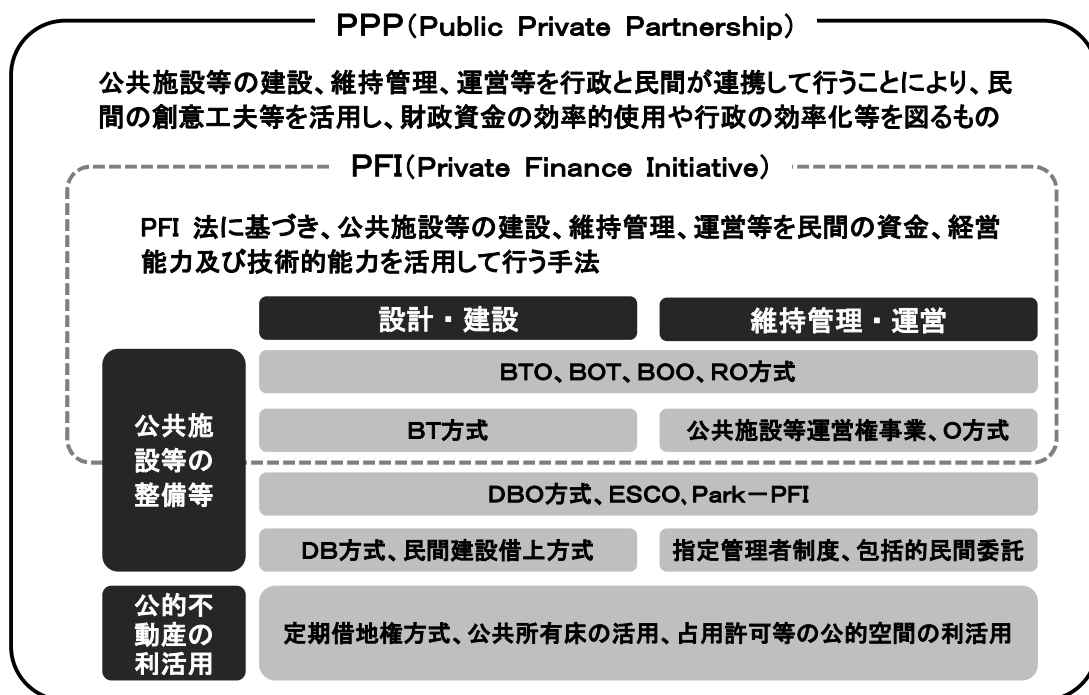 PPP(Public Private Partnership)
公共施設等の建設、維持管理、運営等を行政と民間が連携して行うことにより、民
間の創意工夫等を活用し、財政資金の効率的使用や行政の効率化等を図るもの
PFI(Private Finance Initiative)
PFI 法に基づき、公共施設等の建設、維持管理、運営等を民間の資金、経営
能力及び技術的能力を活用して行う手法
設計・建設
維持管理・運営
公共施
設等の
整備等
BTO、BOT、BOO、RO方式
BT方式
公共施設等運営権事業、O方式
DBO方式、ESCO、Park－PFI
DB方式、民間建設借上方式
指定管理者制度、包括的民間委託
公的不
動産の
利活用
定期借地権方式、公共所有床の活用、占用許可等の公的空間の利活用